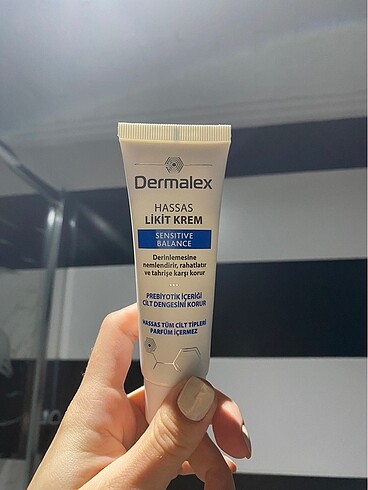 Dermalex
HASSAS
LİKİT KREM
SENSITIVE
BALANCE
Derinlemesine
nemlendirir, rahatlatır
ve tahrişe karşı korur
PREBİYOTİK İÇERİĞİ
CİLT DENGESİNİ KORUR
HASSAS TÜM CİLT TİPLERİ
PARFÜM İÇERMEZ